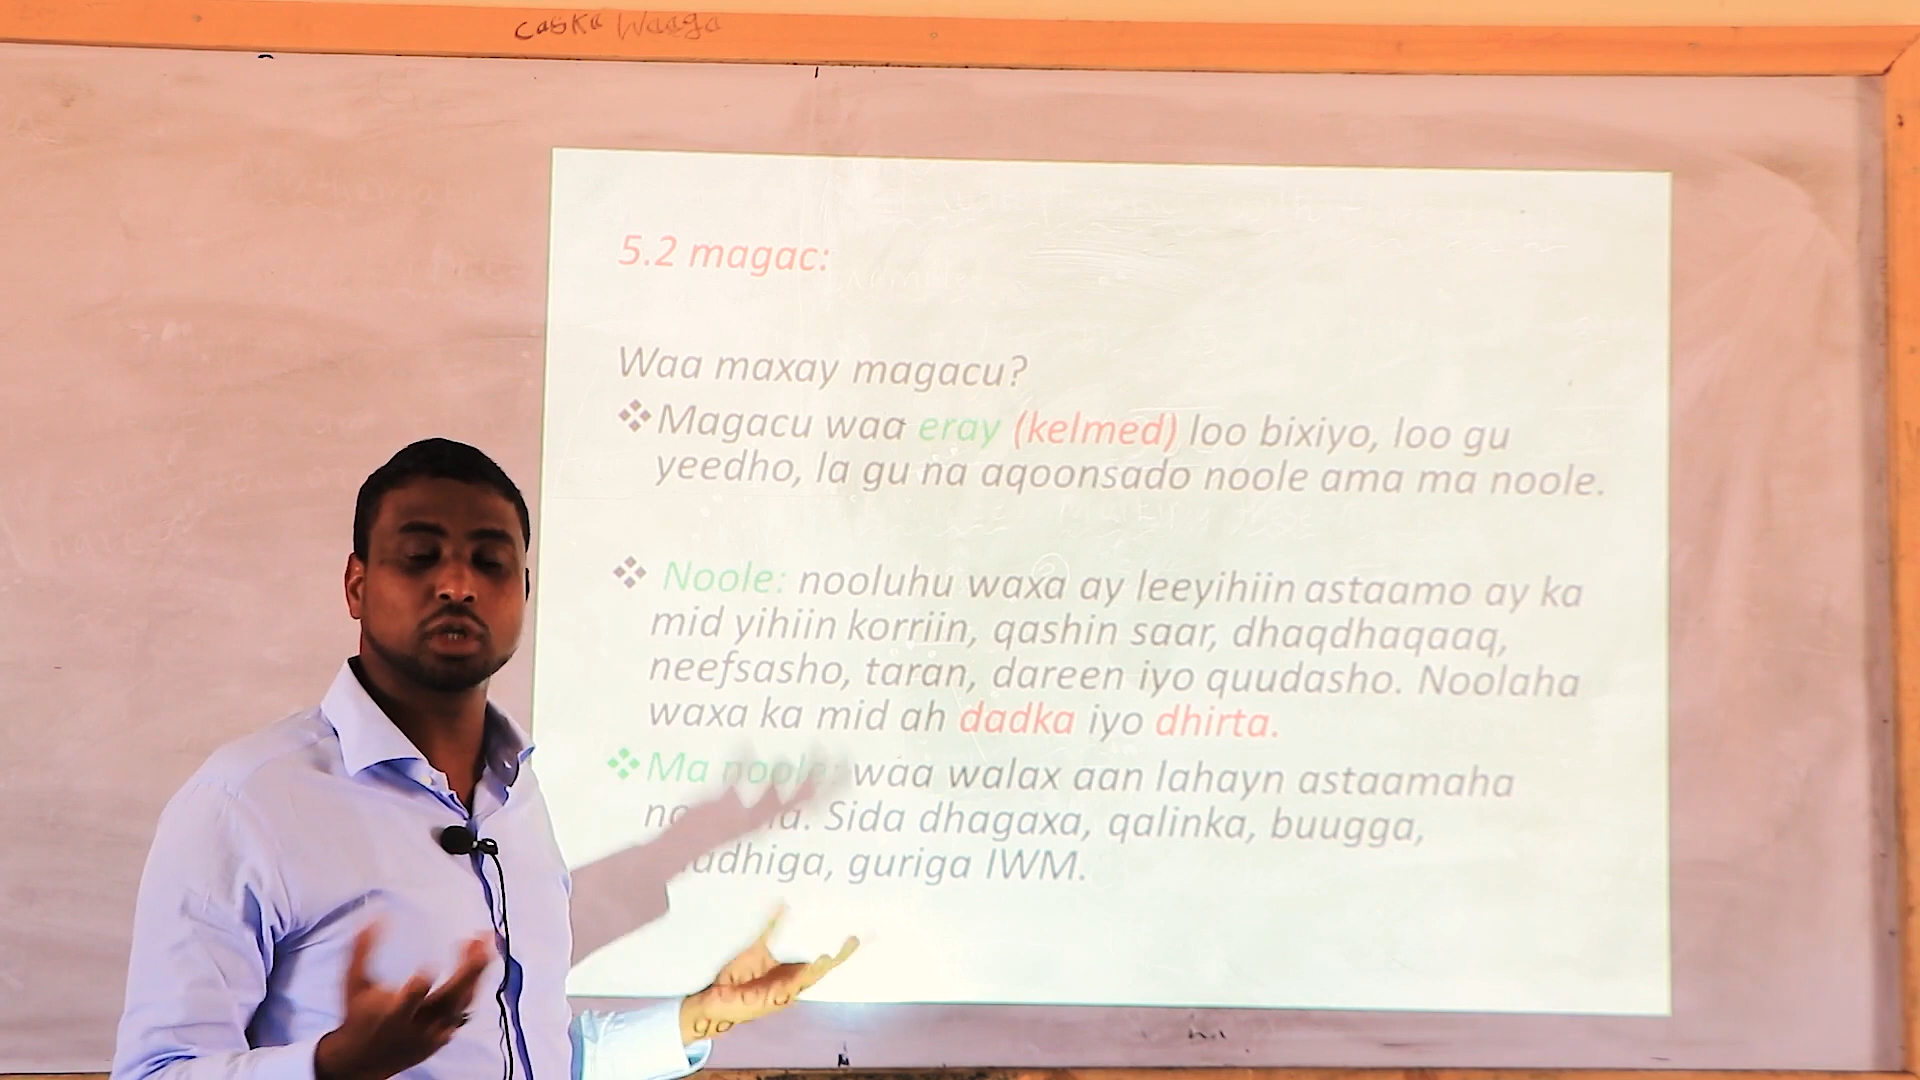 caska Waaga
5.2 magac:
Waa maxay magacu?
❖Magacu waa eray (kelmed) loo bixiyo, loo gu
yeedho, la gu na aqoonsado noole ama ma noole.
❖ Noole: nooluhu waxa ay leeyihiin astaamo ay ka
mid yihiin korriin, qashin saar, dhaqdhaqaaq,
neefsasho, taran, dareen iyo quudasho. Noolaha
waxa ka mid ah dadka iyo dhirta.
❖Ma noole: waa walax aan lahayn astaamaha
Sida dhagaxa, qalinka, buugga,
guriga IWM.